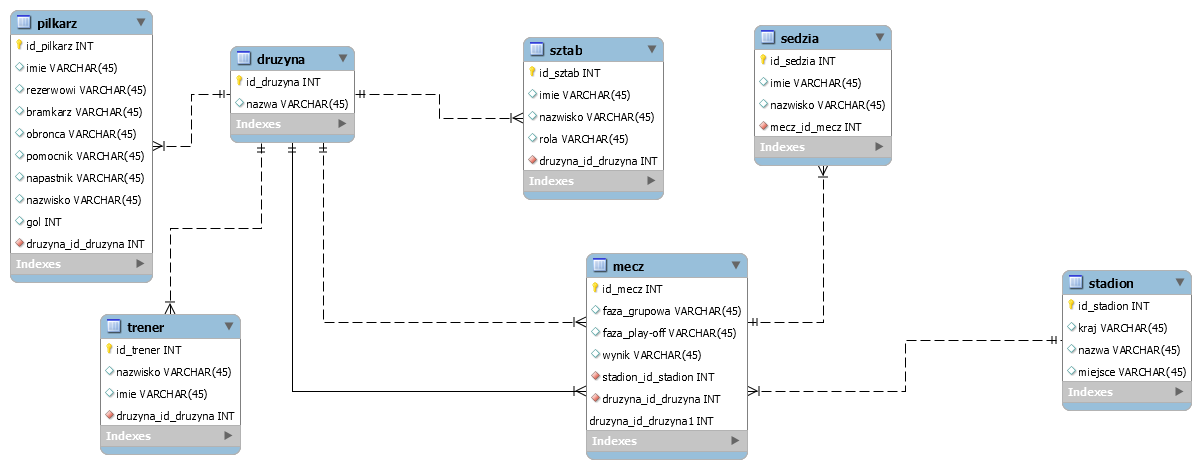 pilkarz
id_pilkarz INT
imie VARCHAR(45)
rezerwowi VARCHAR(45)
bramkarz VARCHAR(45)
obronca VARCHAR(45)
pomocnik VARCHAR(45)
napastnik VARCHAR(45)
nazwisko VARCHAR(45)
gol INT
druzyna_id_druzyna INT
Indexes
druzyna
id_druzyna INT
nazwa VARCHAR(45)
Indexes
sztab
id_sztab INT
imie VARCHAR(45)
nazwisko VARCHAR(45)
rola VARCHAR(45)
druzyna_id_druzyna INT
Indexes
sedzia
id_sedzia INT
imie VARCHAR(45)
nazwisko VARCHAR(45)
mecz_id_mecz INT
Indexes
trener
id_trener INT
nazwisko VARCHAR(45)
imie VARCHAR(45)
druzyna_id_druzyna INT
Indexes
mecz
id_mecz INT
faza_grupowa VARCHAR(45)
faza_play-off VARCHAR(45)
wynik VARCHAR(45)
stadion_id_stadion INT
druzyna_id_druzyna INT
druzyna_id_druzyna1 INT
Indexes
stadion
id_stadion INT
kraj VARCHAR(45)
nazwa VARCHAR(45)
miejsce VARCHAR(45)
Indexes